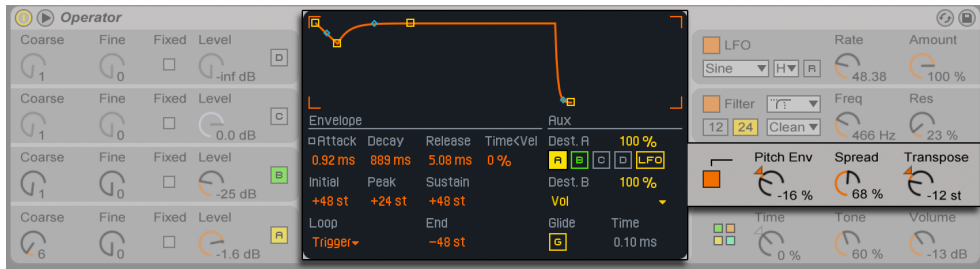 Operator
Coarse Fine Fixed Level
1 0 -inf dB D
Coarse Fine Fixed Level
1 0 0.0 dB C
Coarse Fine Fixed Level
1 0 -25 dB B
Coarse Fine Fixed Level
6 0 -1.6 dB A
Envelope
Attack Decay Release Time<Vel
0.92 ms 889 ms 5.08 ms 0 %
Initial Peak Sustain
+48 st +24 st +48 st
Loop End
Trigger -48 st
Aux
Dest. A 100 %
A B C D LFO
Dest. B 100 %
Vol
Glide Time
G 0.10 ms
LFO Rate Amount
Sine H R 48.38 100 %
Filter Freq Res
12 24 Clean 466 Hz 23 %
Pitch Env Spread Transpose
-16 % 68 % -12 st
Time Tone Volume
0 % 60 % -13 dB